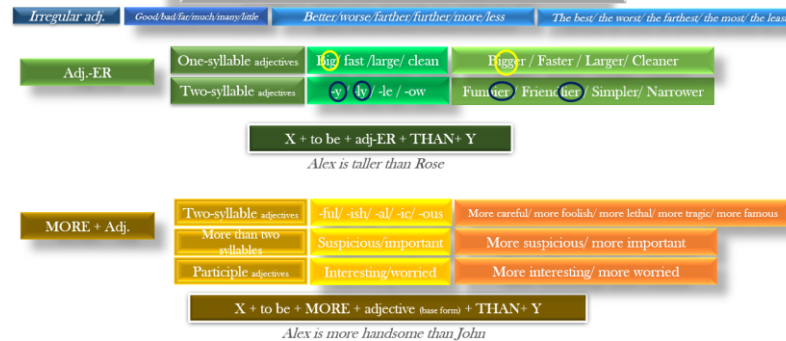 Irregular adj. Good/bad/far/much/many/little Better/worse/farther/further/more/less The best/ the worst/ the farthest/ the most/ the least
Adj.-ER
One-syllable adjectives Big/ fast /large/ clean Bigger / Faster / Larger/ Cleaner
Two-syllable adjectives -y / -ly / -le / -ow Funnier/ Friendlier/ Simpler/ Narrower
X + to be + adj-ER + THAN+ Y
Alex is taller than Rose
MORE + Adj.
Two-syllable adjectives -ful/ -ish/ -al/ -ic/ -ous More careful/ more foolish/ more lethal/ more tragic/ more famous
More than two syllables Suspicious/important More suspicious/ more important
Participle adjectives Interesting/worried More interesting/ more worried
X + to be + MORE + adjective (base form) + THAN+ Y
Alex is more handsome than John